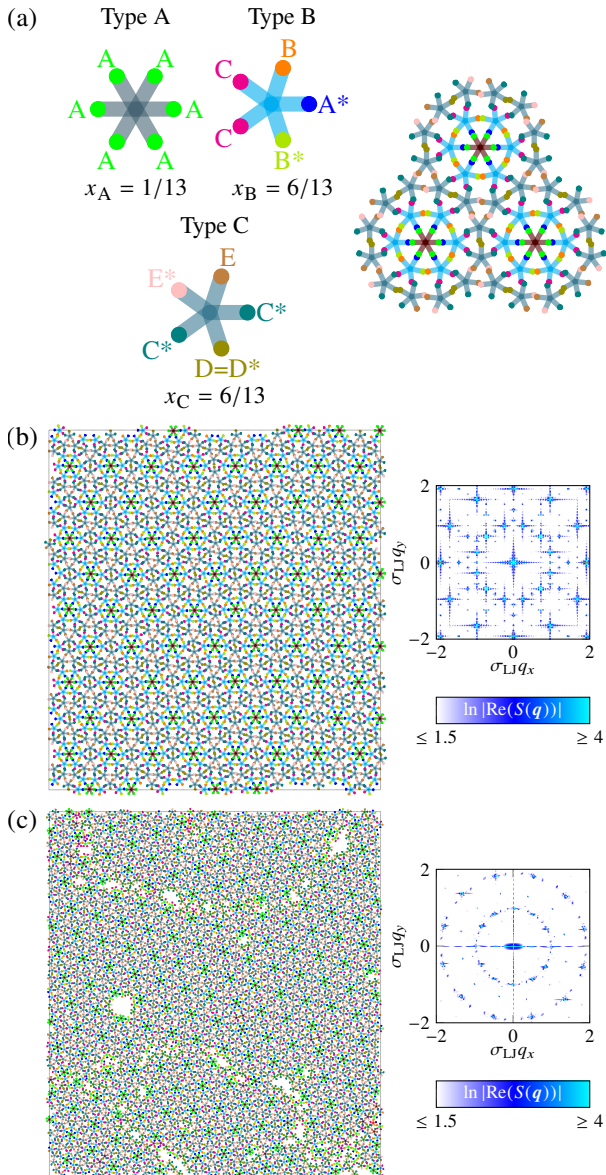 (a)
Type A
Type B
A A
A A
A A
B
C
A*
C
B*
x_A = 1/13
x_B = 6/13
Type C
E
E*
C*
C*
D=D*
x_C = 6/13
(b)
2
σ_LJ q_y
0
−2
−2 0 2
σ_LJ q_x
ln |Re(S(q))|
≤ 1.5 ≥ 4
(c)
2
σ_LJ q_y
0
−2
−2 0 2
σ_LJ q_x
ln |Re(S(q))|
≤ 1.5 ≥ 4